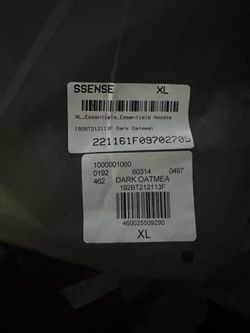 SSENSE XL
XL_Essentials_Essentials Hoodie
192BT212113F Dark Oatmeal
221161F09702705
1000001060
0192 60314 0497
462 DARK OATMEA
192BT212113F
460025509290
XL